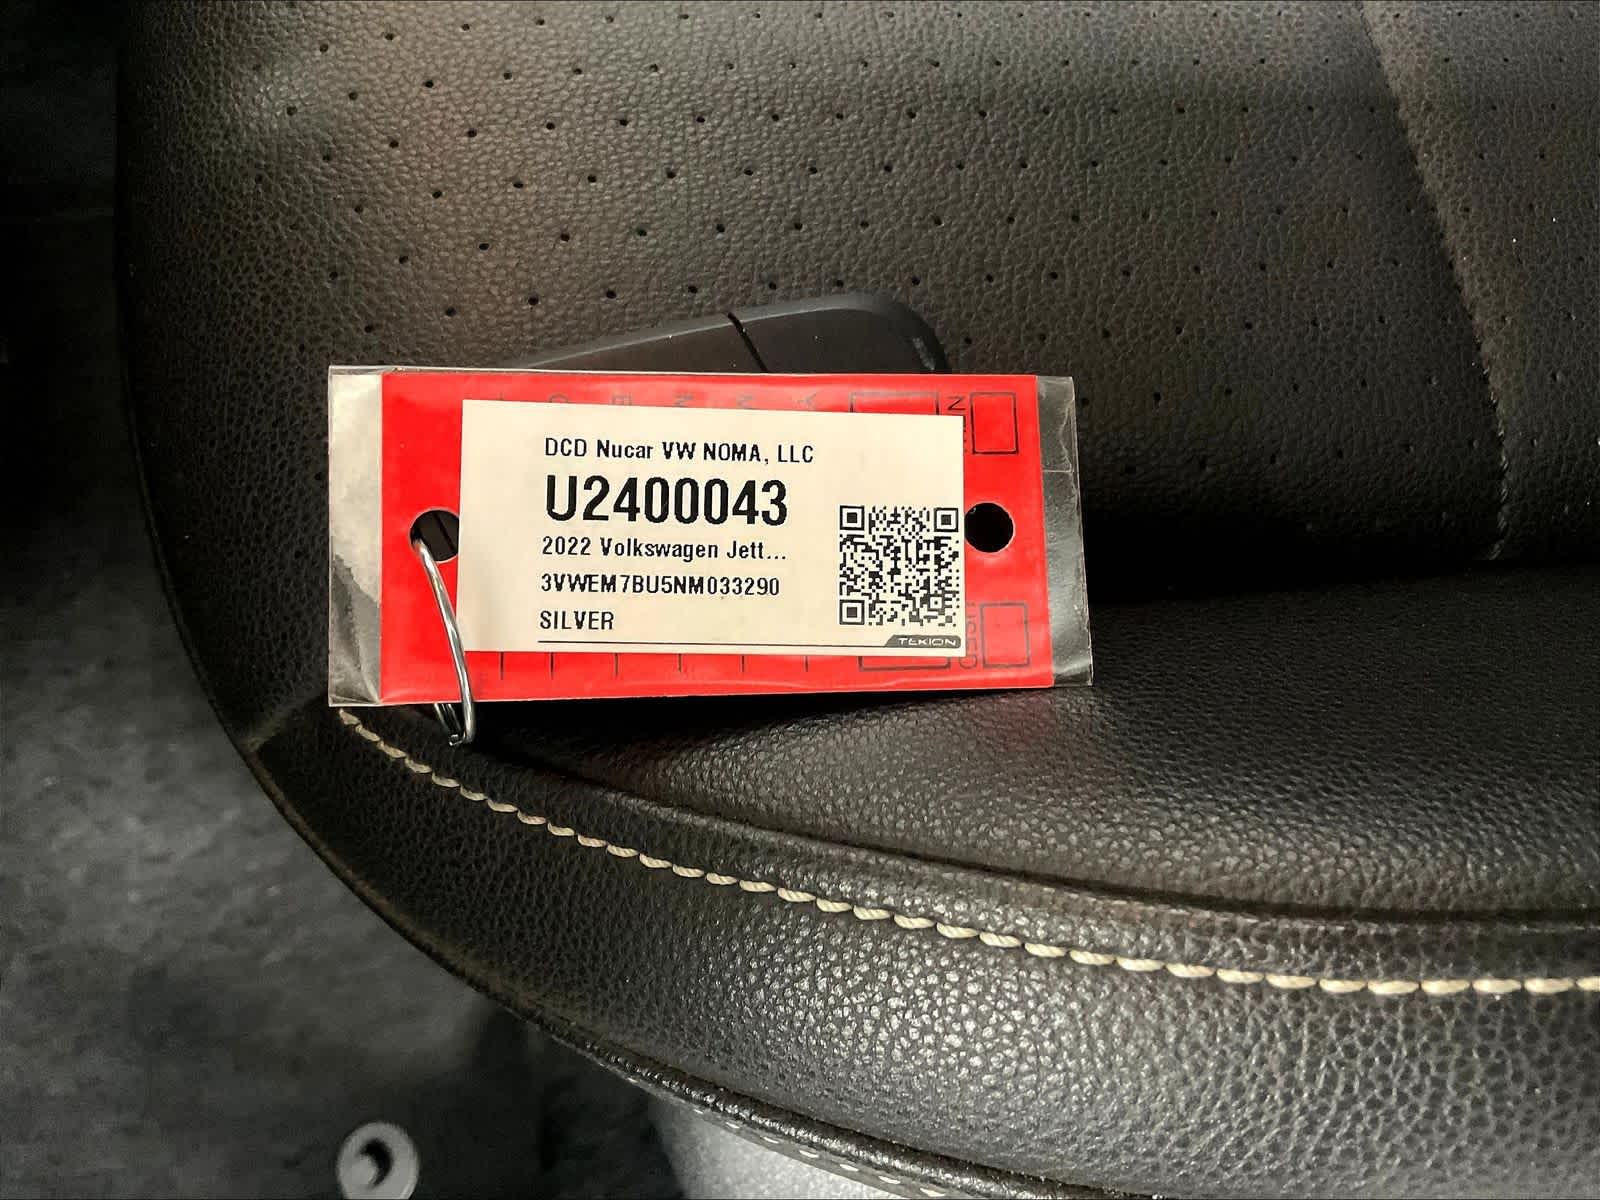 DCD Nucar VW NOMA, LLC
U2400043
2022 Volkswagen Jett...
3VWEM7BU5NM033290
SILVER
TEKION